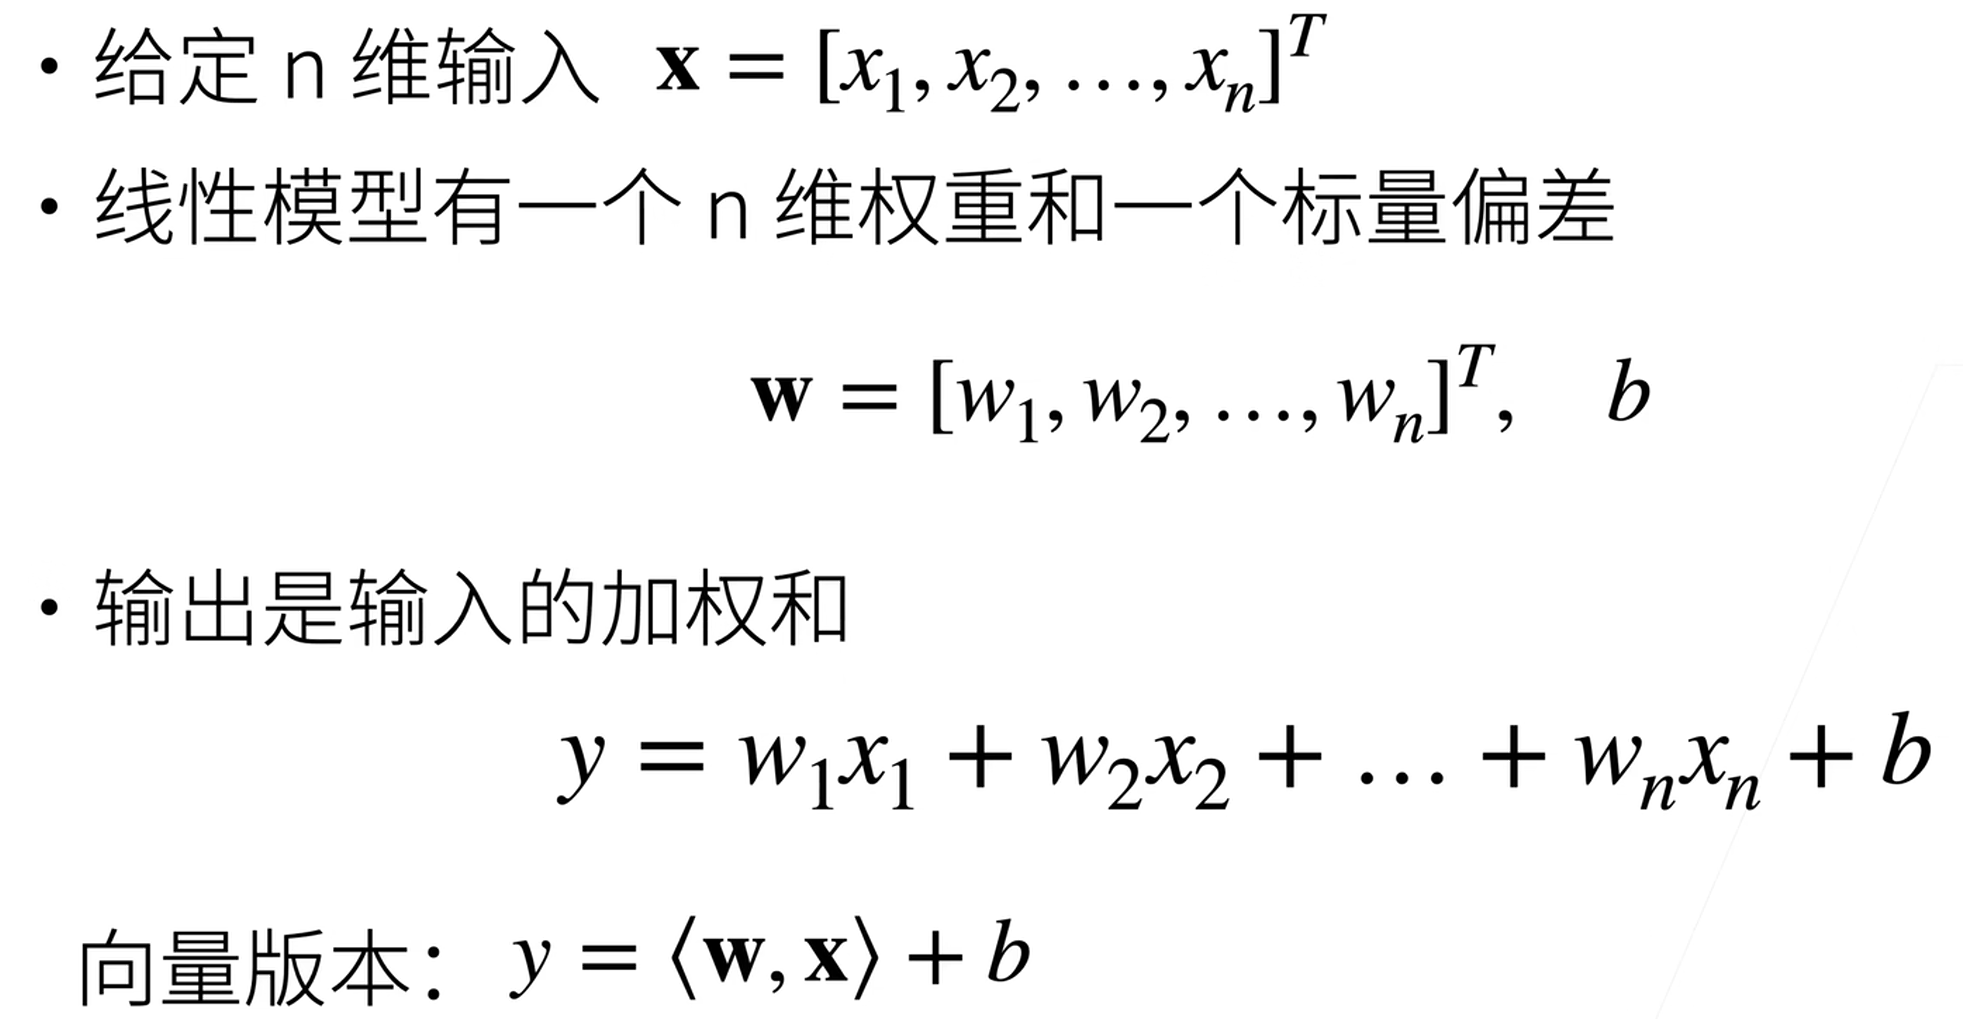 • 给定 n 维输入 𝐱 = [x₁, x₂, …, xₙ]ᵀ
• 线性模型有一个 n 维权重和一个标量偏差
𝐰 = [w₁, w₂, …, wₙ]ᵀ, b
• 输出是输入的加权和
y = w₁x₁ + w₂x₂ + … + wₙxₙ + b
向量版本： y = ⟨𝐰, 𝐱⟩ + b